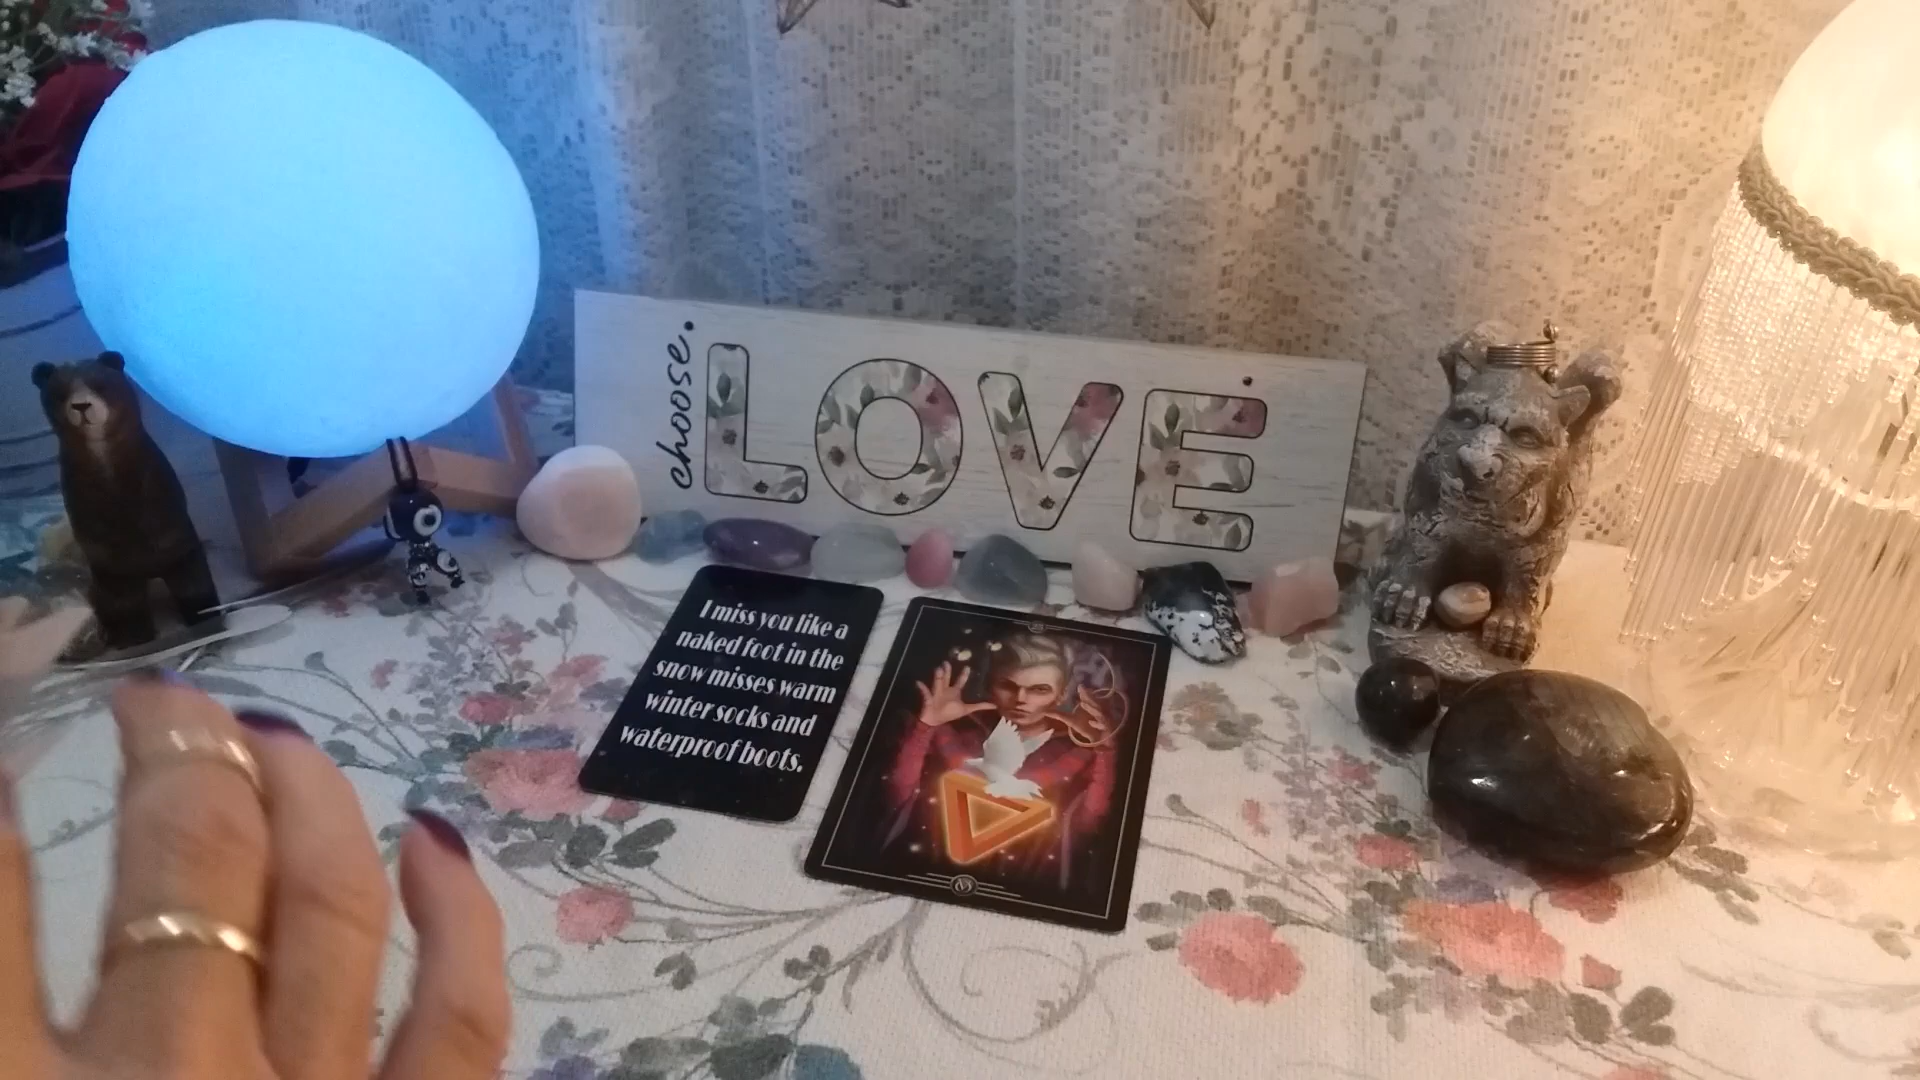 choose.
LOVE
I miss you like a
naked foot in the
snow misses warm
winter socks and
waterproof boots.